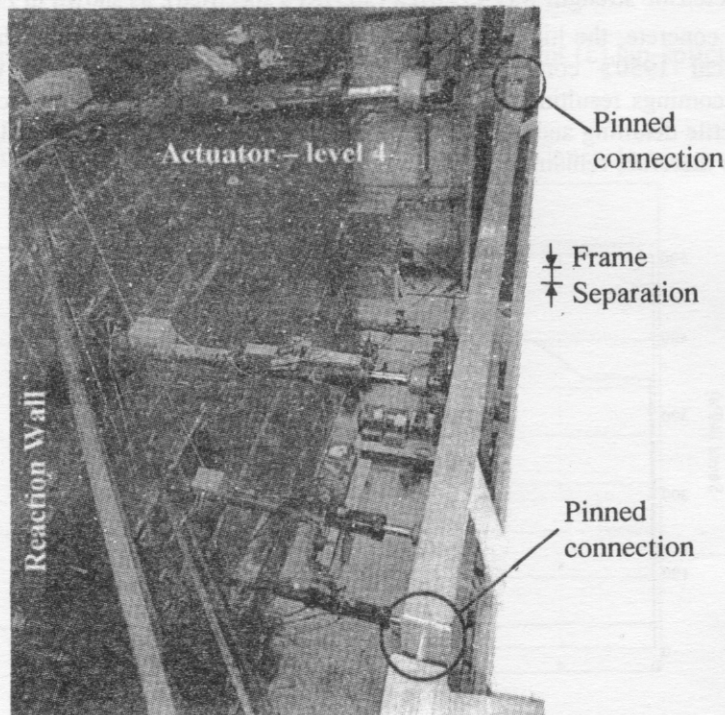 Actuator – level 4
Pinned
connection
Frame
Separation
Reaction Wall
Pinned
connection